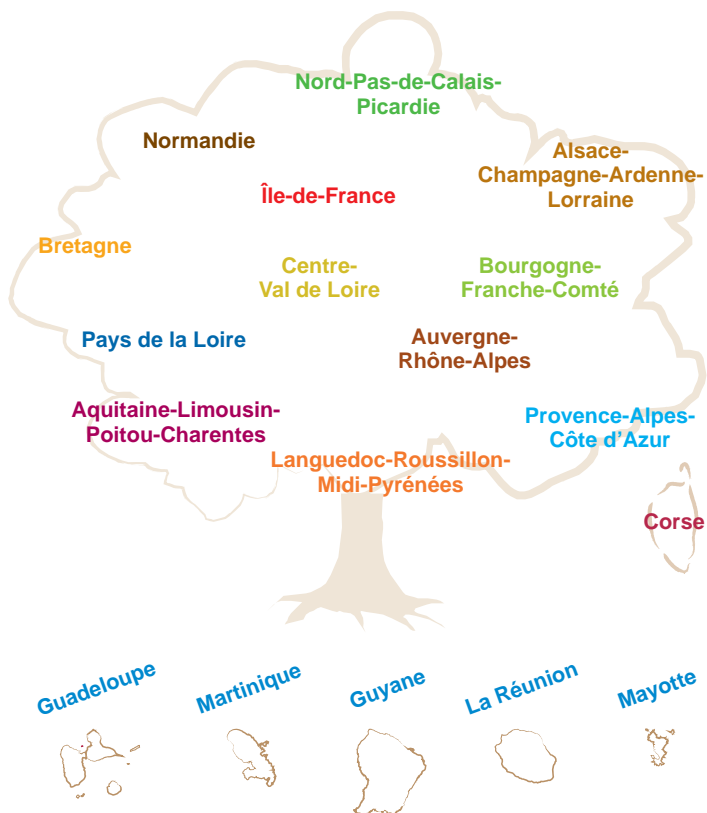 Nord-Pas-de-Calais-
Picardie
Normandie
Alsace-
Champagne-Ardenne-
Lorraine
Île-de-France
Bretagne
Centre-
Val de Loire
Bourgogne-
Franche-Comté
Pays de la Loire
Auvergne-
Rhône-Alpes
Aquitaine-Limousin-
Poitou-Charentes
Provence-Alpes-
Côte d’Azur
Languedoc-Roussillon-
Midi-Pyrénées
Corse
Guadeloupe
Martinique
Guyane
La Réunion
Mayotte